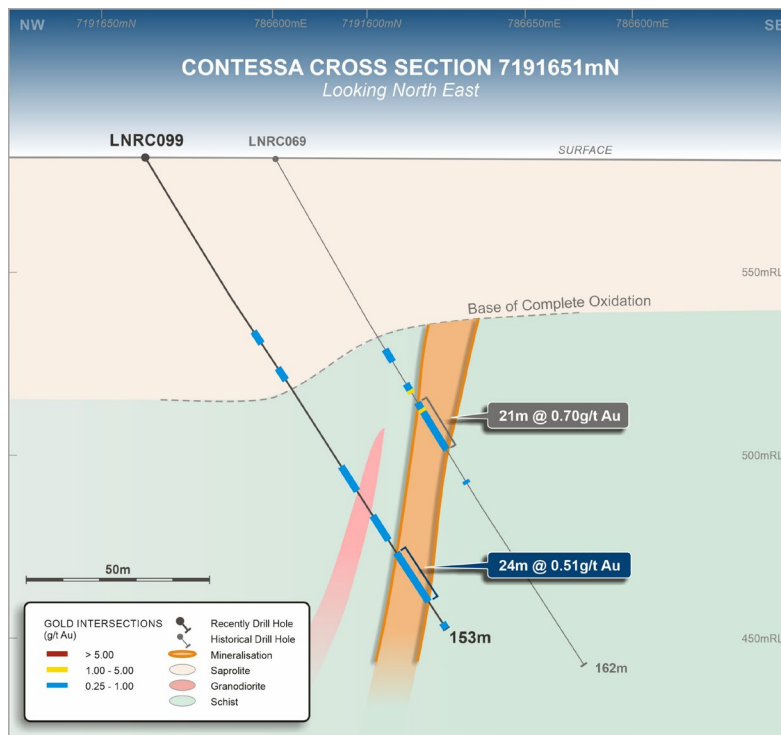 NW 7191650mN 786600mE 7191600mN 786650mE 786600mE SE
CONTESSA CROSS SECTION 7191651mN
Looking North East
LNRC099
LNRC069
SURFACE
550mRL
Base of Complete Oxidation
21m @ 0.70g/t Au
500mRL
24m @ 0.51g/t Au
50m
153m
450mRL
162m
GOLD INTERSECTIONS
(g/t Au)
> 5.00
1.00 - 5.00
0.25 - 1.00
Recently Drill Hole
Historical Drill Hole
Mineralisation
Saprolite
Granodiorite
Schist